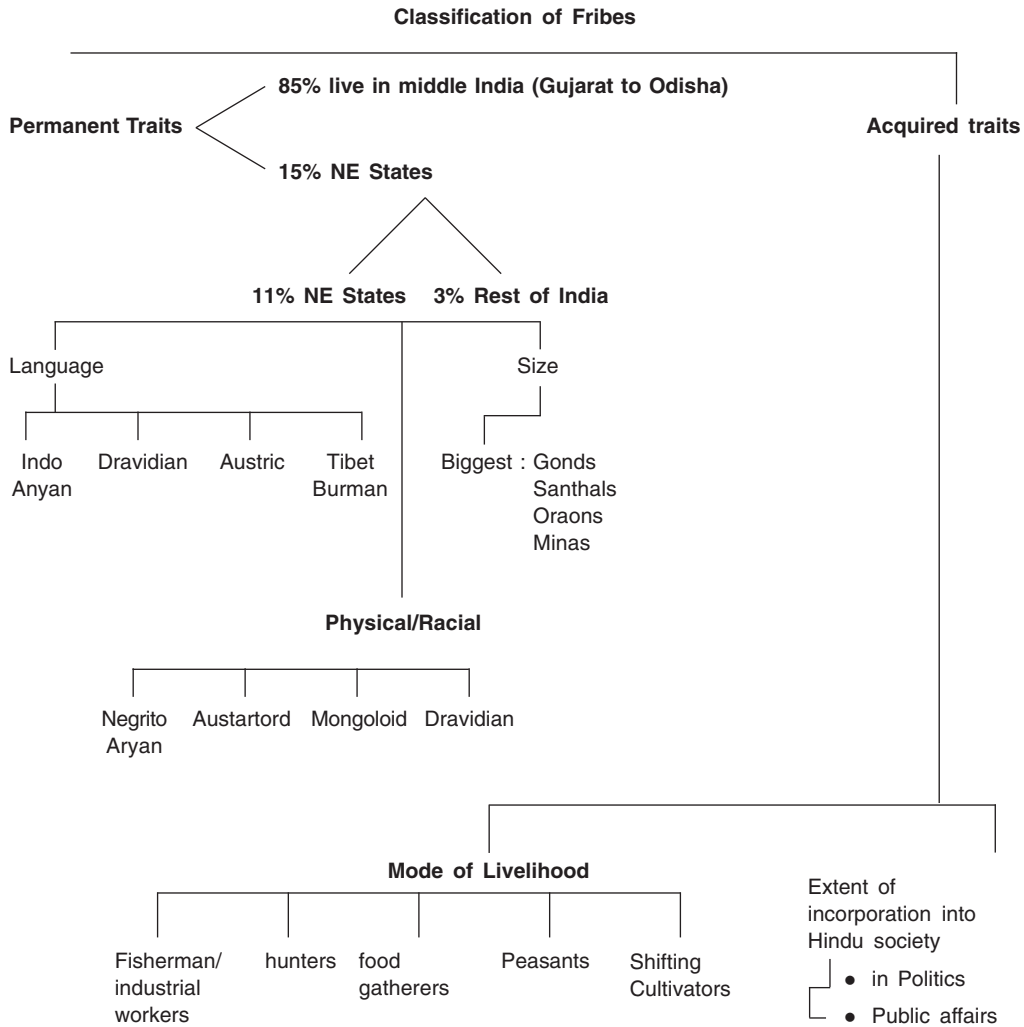 Classification of Fribes
85% live in middle India (Gujarat to Odisha)
Permanent Traits
Acquired traits
15% NE States
11% NE States 3% Rest of India
Language
Size
Indo
Anyan
Dravidian
Austric
Tibet
Burman
Biggest : Gonds
Santhals
Oraons
Minas
Physical/Racial
Negrito
Aryan
Austartord
Mongoloid
Dravidian
Mode of Livelihood
Fisherman/
industrial
workers
hunters
food
gatherers
Peasants
Shifting
Cultivators
Extent of
incorporation into
Hindu society
• in Politics
• Public affairs